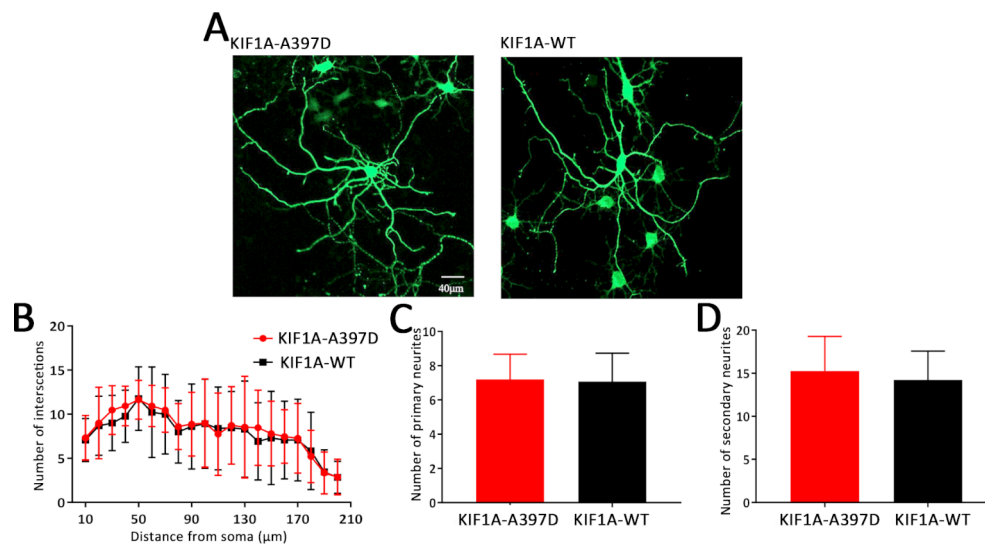 A
KIF1A-A397D
KIF1A-WT
40μm
B
Number of interscetions
20
15
10
5
0
KIF1A-A397D
KIF1A-WT
10 50 90 130 170 210
Distance from soma (μm)
C
Number of primary neurites
10
8
6
4
2
0
KIF1A-A397D KIF1A-WT
D
Number of secondary neurites
20
15
10
5
0
KIF1A-A397D KIF1A-WT